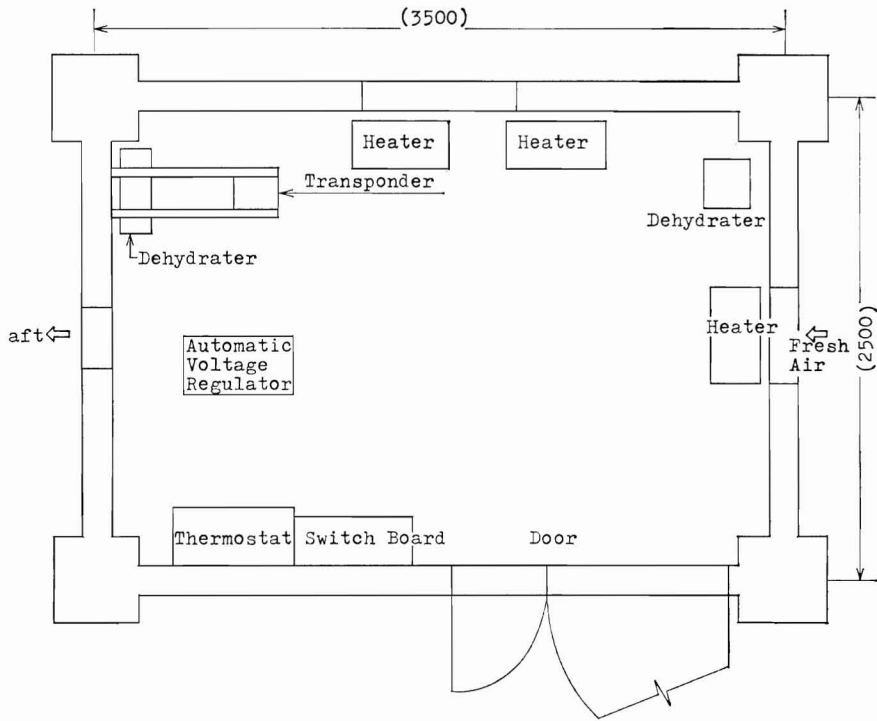 (3500)
Heater
Heater
Transponder
Dehydrater
Dehydrater
aft
Automatic
Voltage
Regulator
Heater
Fresh
Air
(2500)
Thermostat
Switch Board
Door